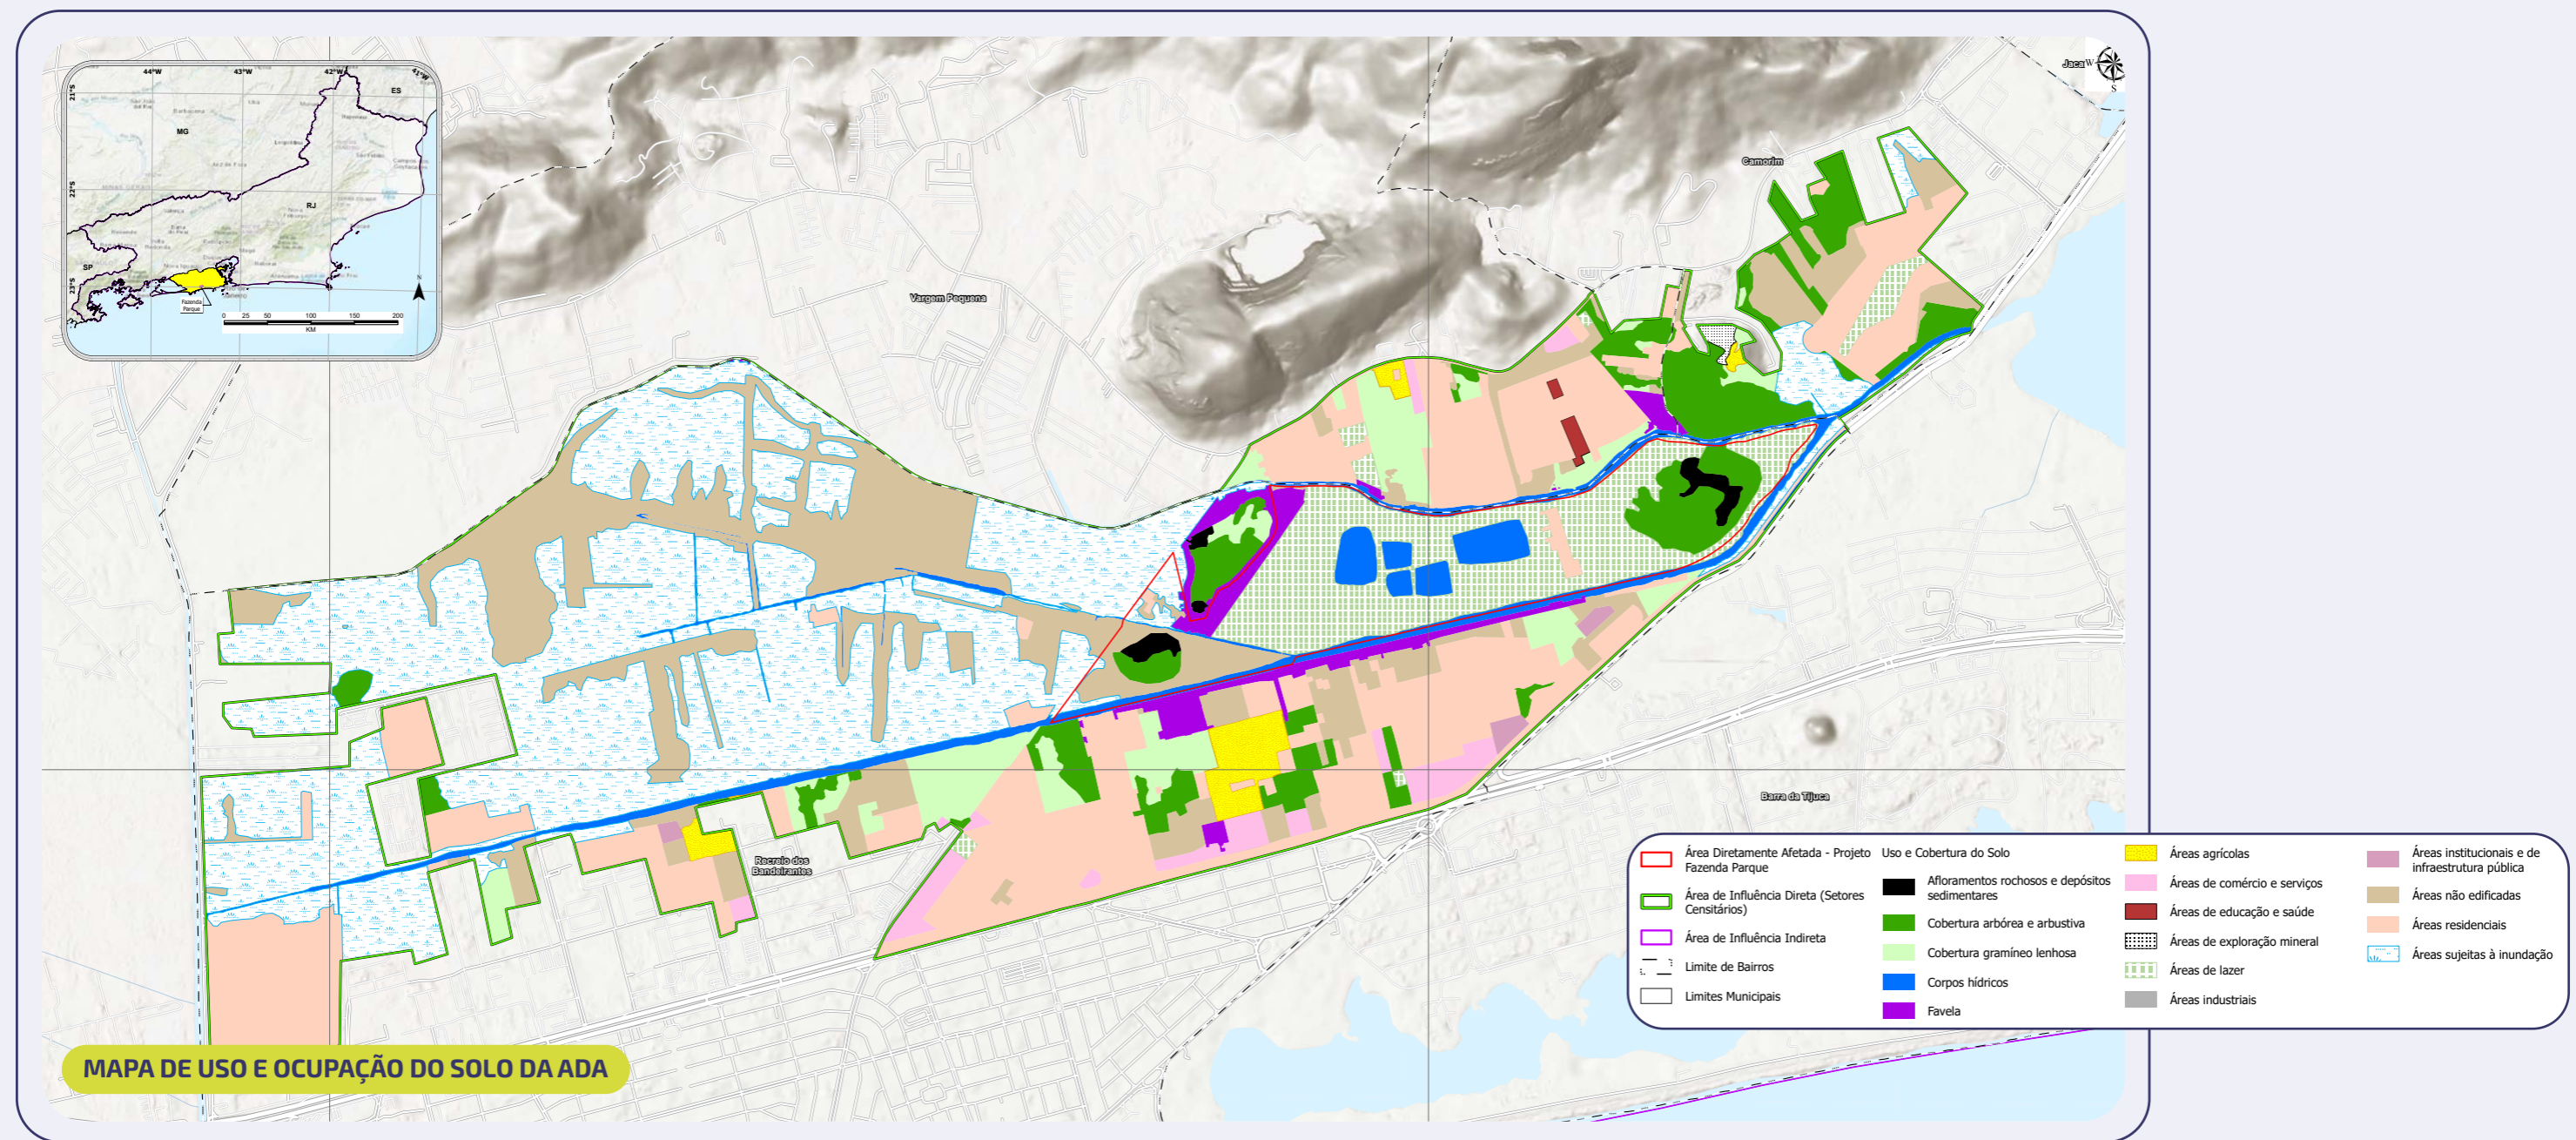 44°W
43°W
42°W
41°W
21°S
22°S
23°S
ES
MG
RJ
SP
Fazenda
Parque
N
0 25 50 100 150 200
KM
Jaca
W
S
Camorim
Vargem Pequena
Recreio dos
Bandeirantes
Barra da Tijuca
Área Diretamente Afetada - Projeto
Fazenda Parque
Área de Influência Direta (Setores
Censitários)
Área de Influência Indireta
Limite de Bairros
Limites Municipais
Uso e Cobertura do Solo
Afloramentos rochosos e depósitos
sedimentares
Cobertura arbórea e arbustiva
Cobertura gramíneo lenhosa
Corpos hídricos
Favela
Áreas agrícolas
Áreas de comércio e serviços
Áreas de educação e saúde
Áreas de exploração mineral
Áreas de lazer
Áreas industriais
Áreas institucionais e de
infraestrutura pública
Áreas não edificadas
Áreas residenciais
Áreas sujeitas à inundação
MAPA DE USO E OCUPAÇÃO DO SOLO DA ADA